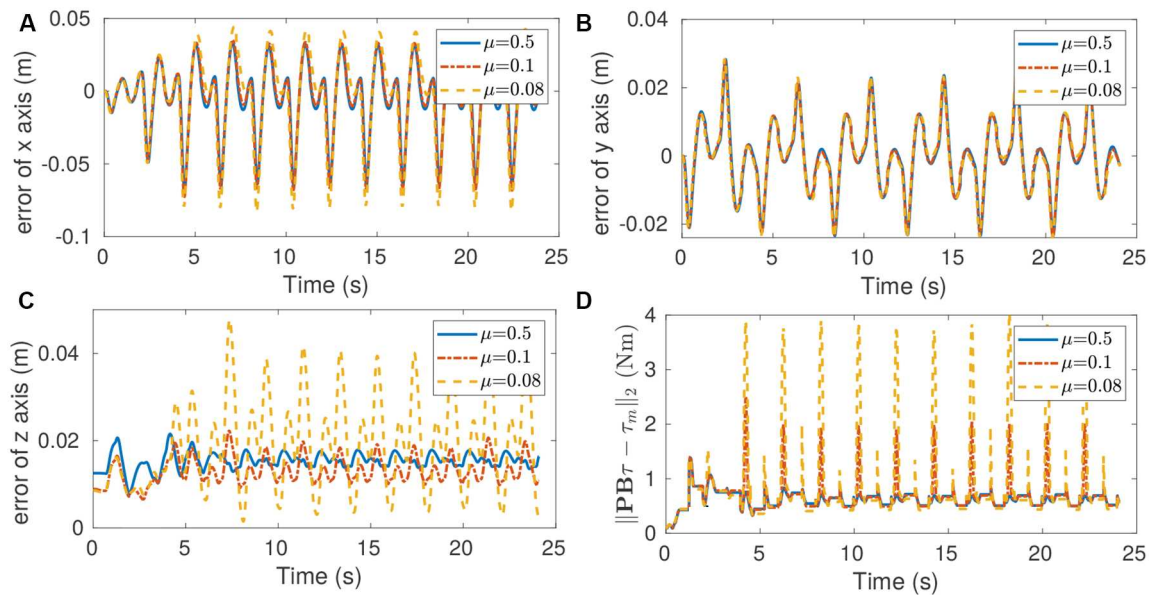 A
error of x axis (m)
0.05
0
-0.05
-0.1
0 5 10 15 20 25
Time (s)
μ=0.5
μ=0.1
μ=0.08
B
error of y axis (m)
0.04
0.02
0
-0.02
0 5 10 15 20 25
Time (s)
μ=0.5
μ=0.1
μ=0.08
C
error of z axis (m)
0.04
0.02
0
0 5 10 15 20 25
Time (s)
μ=0.5
μ=0.1
μ=0.08
D
||PBτ − τₘ||₂ (Nm)
4
3
2
1
0
0 5 10 15 20 25
Time (s)
μ=0.5
μ=0.1
μ=0.08